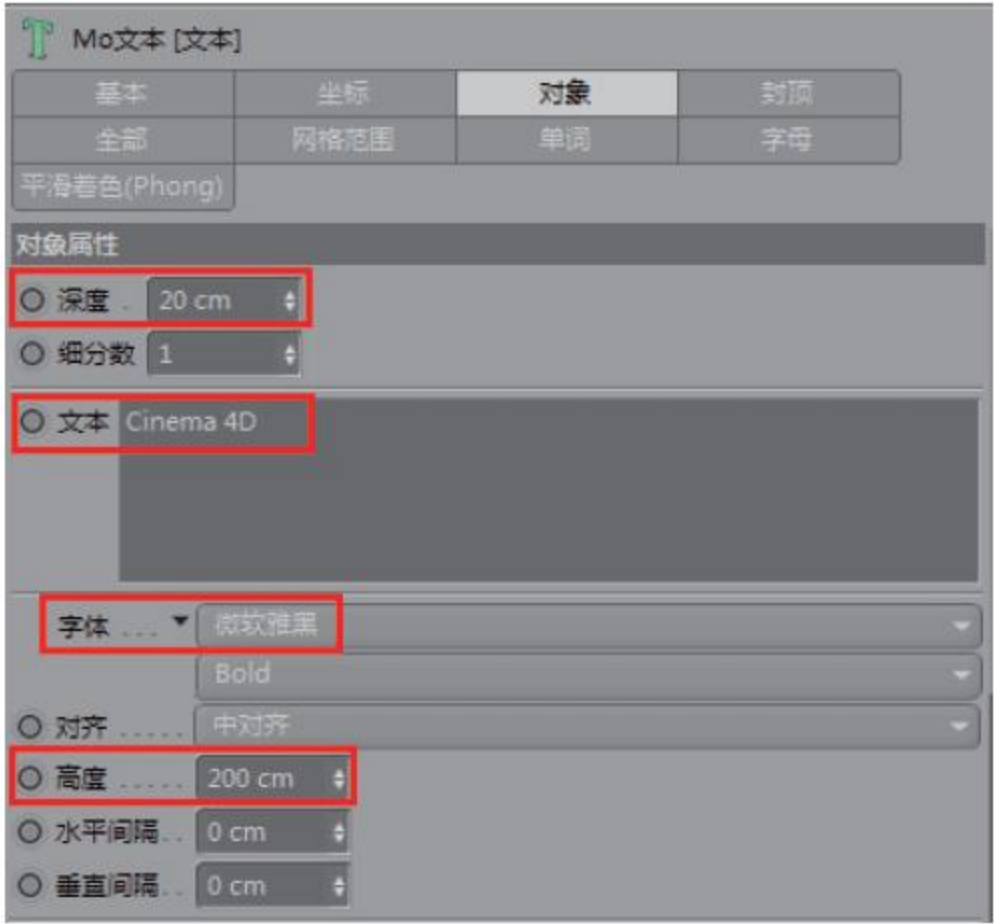 Mo文本 [文本]
基本 坐标 对象 封顶
全部 网格范围 单词 字母
平滑着色(Phong)
对象属性
深度 . 20 cm
细分数 1
文本 Cinema 4D
字体 . . . 微软雅黑
Bold
对齐 . . . . . 中对齐
高度 . . . . . 200 cm
水平间隔 . . 0 cm
垂直间隔 . . 0 cm